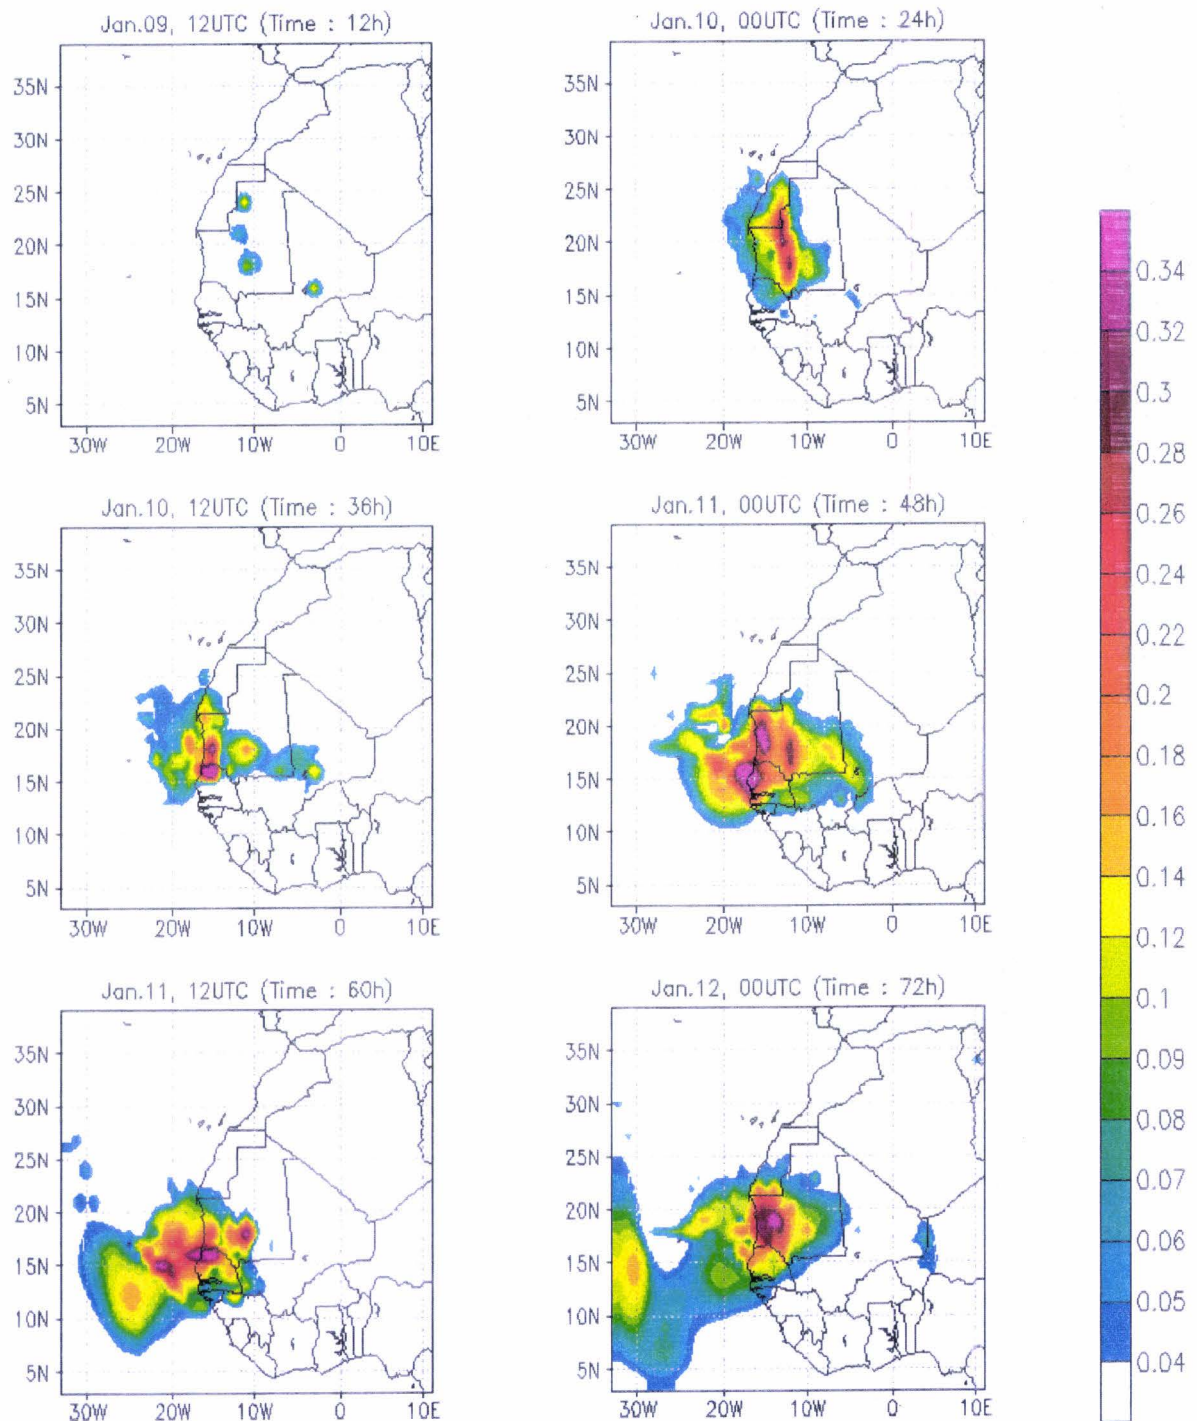 Jan.09, 12UTC (Time : 12h)
35N
30N
25N
20N
15N
10N
5N
30W 20W 10W 0 10E
Jan.10, 00UTC (Time : 24h)
35N
30N
25N
20N
15N
10N
5N
30W 20W 10W 0 10E
Jan.10, 12UTC (Time : 36h)
35N
30N
25N
20N
15N
10N
5N
30W 20W 10W 0 10E
Jan.11, 00UTC (Time : 48h)
35N
30N
25N
20N
15N
10N
5N
30W 20W 10W 0 10E
Jan.11, 12UTC (Time : 60h)
35N
30N
25N
20N
15N
10N
5N
30W 20W 10W 0 10E
Jan.12, 00UTC (Time : 72h)
35N
30N
25N
20N
15N
10N
5N
30W 20W 10W 0 10E
0.34
0.32
0.3
0.28
0.26
0.24
0.22
0.2
0.18
0.16
0.14
0.12
0.1
0.09
0.08
0.07
0.06
0.05
0.04